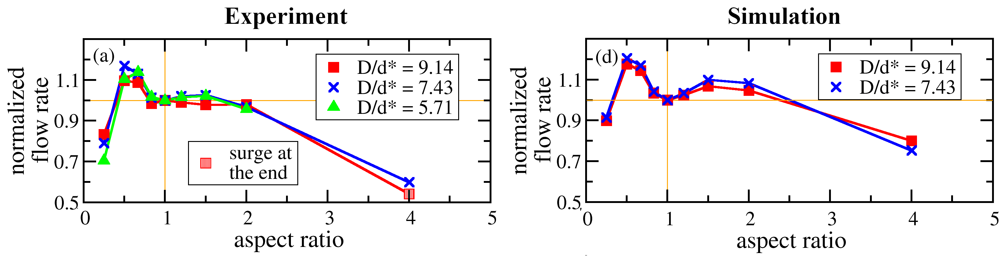 Experiment
(a)
D/d* = 9.14
D/d* = 7.43
D/d* = 5.71
surge at
the end
normalized
flow rate
1.1
0.9
0.7
0.5
0 1 2 3 4 5
aspect ratio
Simulation
(d)
D/d* = 9.14
D/d* = 7.43
normalized
flow rate
1.1
0.9
0.7
0.5
0 1 2 3 4 5
aspect ratio